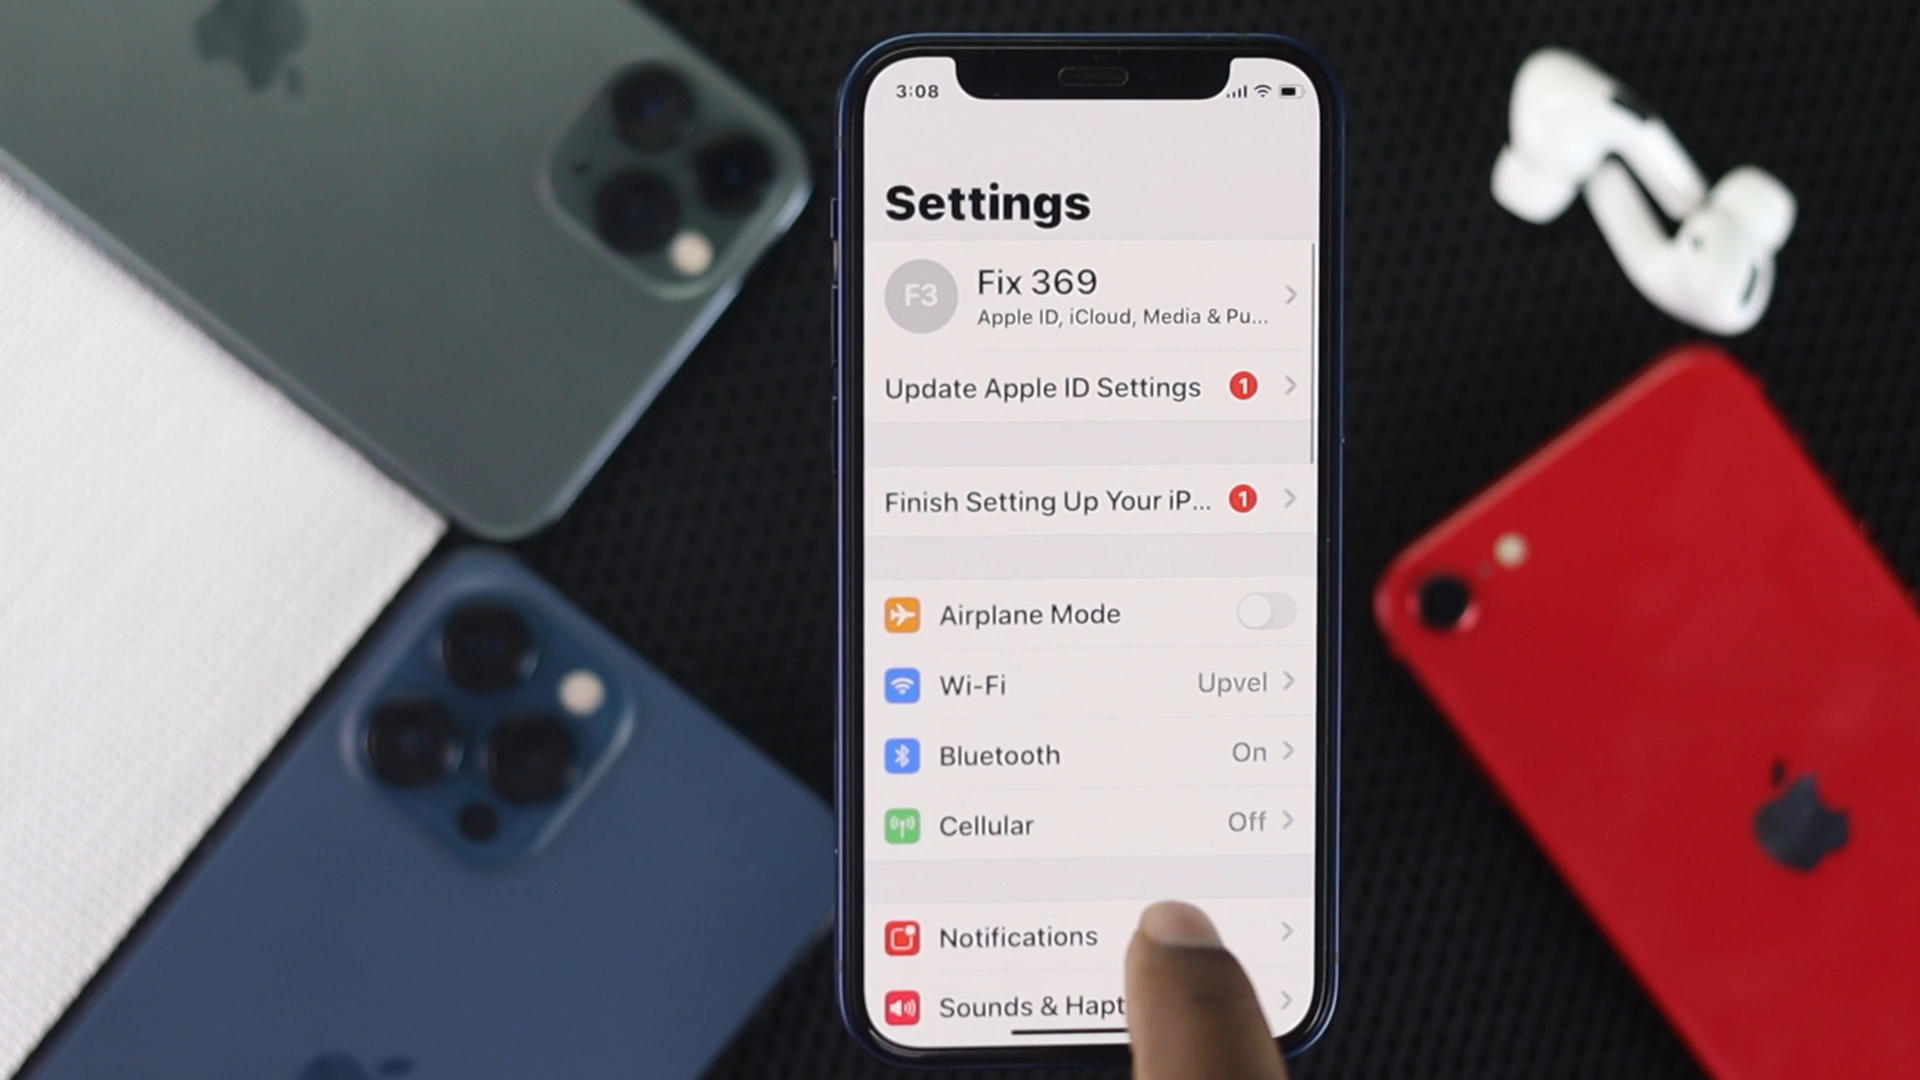 3:08
Settings
F3
Fix 369
Apple ID, iCloud, Media & Pu...
Update Apple ID Settings 1
Finish Setting Up Your iP... 1
Airplane Mode
Wi-Fi Upvel
Bluetooth On
Cellular Off
Notifications
Sounds & Hapt